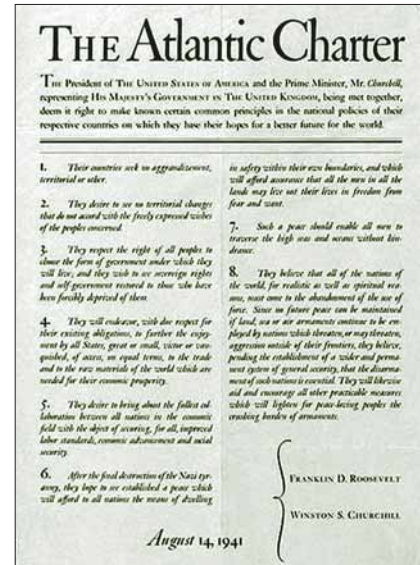 THE Atlantic Charter
THE President of THE UNITED STATES OF AMERICA and the Prime Minister, Mr. Churchill,
representing HIS MAJESTY'S GOVERNMENT IN THE UNITED KINGDOM, being met together,
deem it right to make known certain common principles in the national policies of their
respective countries on which they base their hopes for a better future for the world.
1. Their countries seek no aggrandizement,
territorial or other.
2. They desire to see no territorial changes
that do not accord with the freely expressed wishes
of the peoples concerned.
3. They respect the right of all peoples to
choose the form of government under which they
will live; and they wish to see sovereign rights
and self-government restored to those who have
been forcibly deprived of them.
4. They will endeavor, with due respect for
their existing obligations, to further the enjoy-
ment by all States, great or small, victor or van-
quished, of access, on equal terms, to the trade
and to the raw materials of the world which are
needed for their economic prosperity.
5. They desire to bring about the fullest col-
laboration between all nations in the economic
field with the object of securing, for all, improved
labor standards, economic advancement and social
security.
6. After the final destruction of the Nazi tyr-
anny, they hope to see established a peace which
will afford to all nations the means of dwelling
in safety within their own boundaries, and which
will afford assurance that all the men in all the
lands may live out their lives in freedom from
fear and want.
7. Such a peace should enable all men to
traverse the high seas and oceans without hin-
drance.
8. They believe that all of the nations of
the world, for realistic as well as spiritual rea-
sons, must come to the abandonment of the use of
force. Since no future peace can be maintained
if land, sea or air armaments continue to be em-
ployed by nations which threaten, or may threaten,
aggression outside of their frontiers, they believe,
pending the establishment of a wider and perma-
nent system of general security, that the disarma-
ment of such nations is essential. They will likewise
aid and encourage all other practicable measures
which will lighten for peace-loving peoples the
crushing burden of armaments.
FRANKLIN D. ROOSEVELT
WINSTON S. CHURCHILL
August 14, 1941